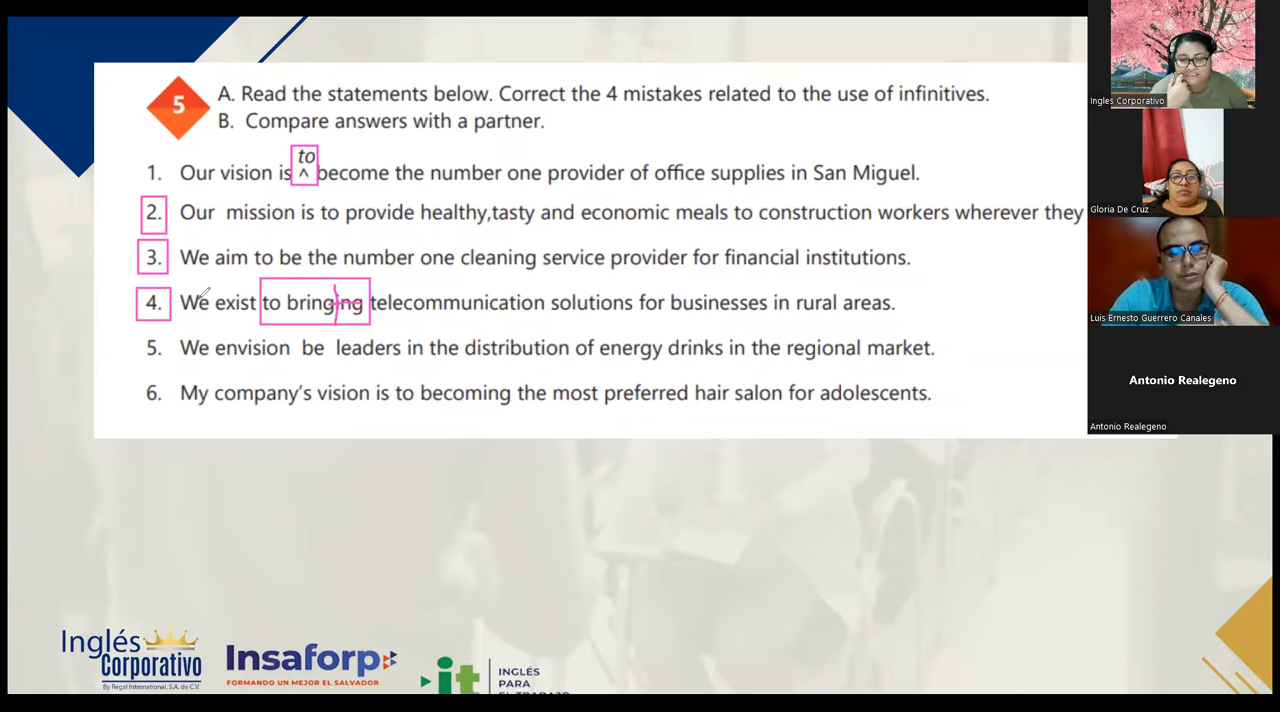 5
A. Read the statements below. Correct the 4 mistakes related to the use of infinitives.
B. Compare answers with a partner.
to
^
1. Our vision is become the number one provider of office supplies in San Miguel.
2. Our mission is to provide healthy,tasty and economic meals to construction workers wherever they
3. We aim to be the number one cleaning service provider for financial institutions.
4. We exist to bringing telecommunication solutions for businesses in rural areas.
5. We envision be leaders in the distribution of energy drinks in the regional market.
6. My company's vision is to becoming the most preferred hair salon for adolescents.
Ingles Corporativo
Gloria De Cruz
Luis Ernesto Guerrero Canales
Antonio Realegeno
Antonio Realegeno
Inglés
Corporativo
By Regal International, S.A. de C.V.
Insaforp
FORMANDO UN MEJOR EL SALVADOR
it
INGLÉS
PARA
EL TRABAJO